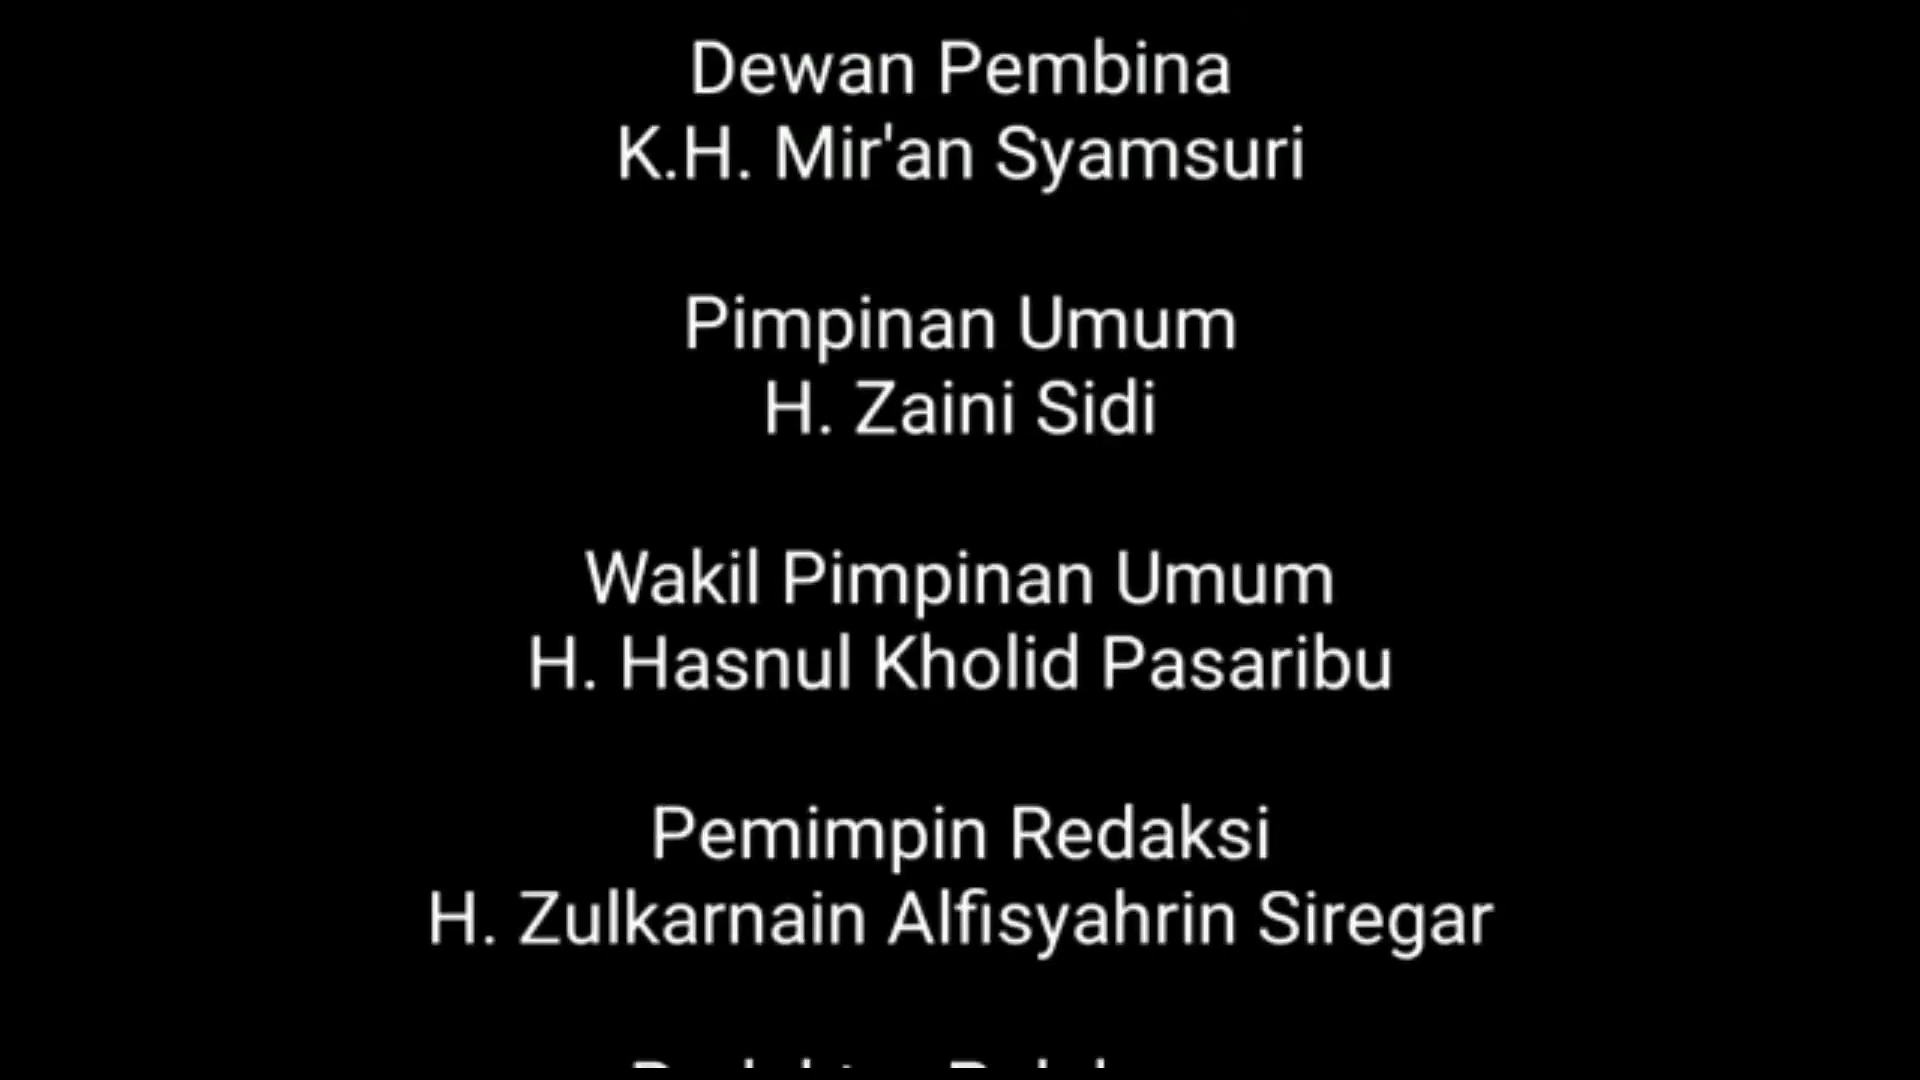 Dewan Pembina
K.H. Mir'an Syamsuri
Pimpinan Umum
H. Zaini Sidi
Wakil Pimpinan Umum
H. Hasnul Kholid Pasaribu
Pemimpin Redaksi
H. Zulkarnain Alfisyahrin Siregar